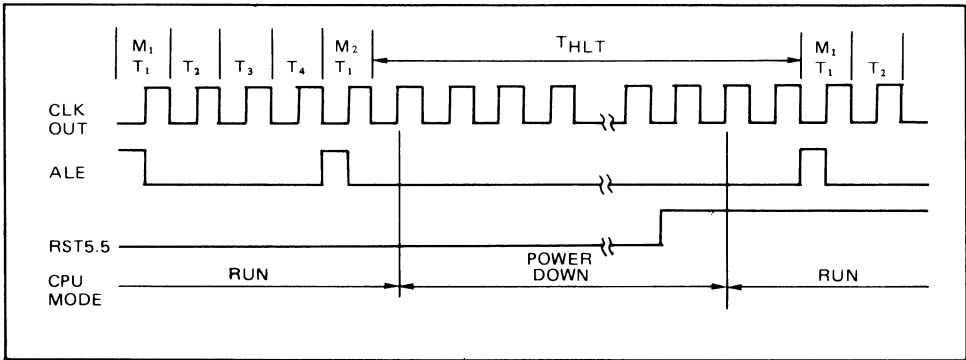 M₁ M₂ T_HLT M₁
T₁ T₂ T₃ T₄ T₁ T₁ T₂
CLK
OUT
ALE
RST5.5
CPU
MODE
RUN
POWER
DOWN
RUN